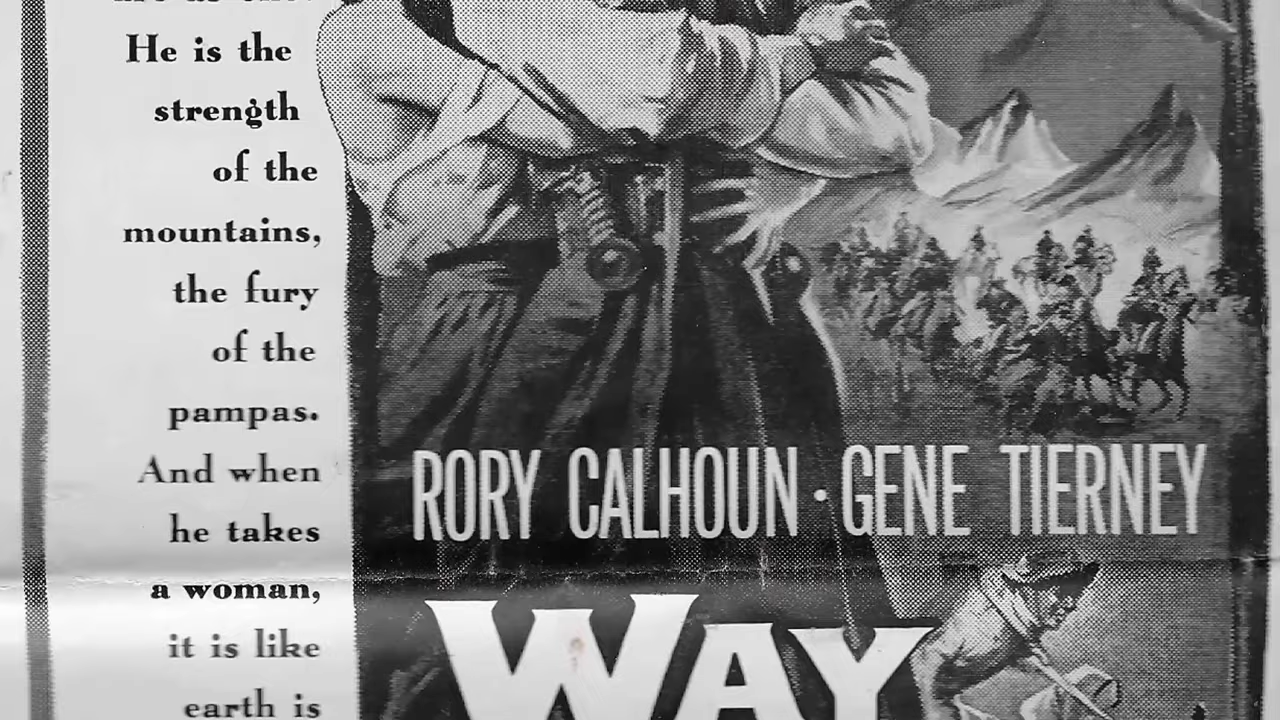 He is the
strength
of the
mountains,
the fury
of the
pampas.
And when
he takes
a woman,
it is like
earth is
RORY CALHOUN · GENE TIERNEY
WAY